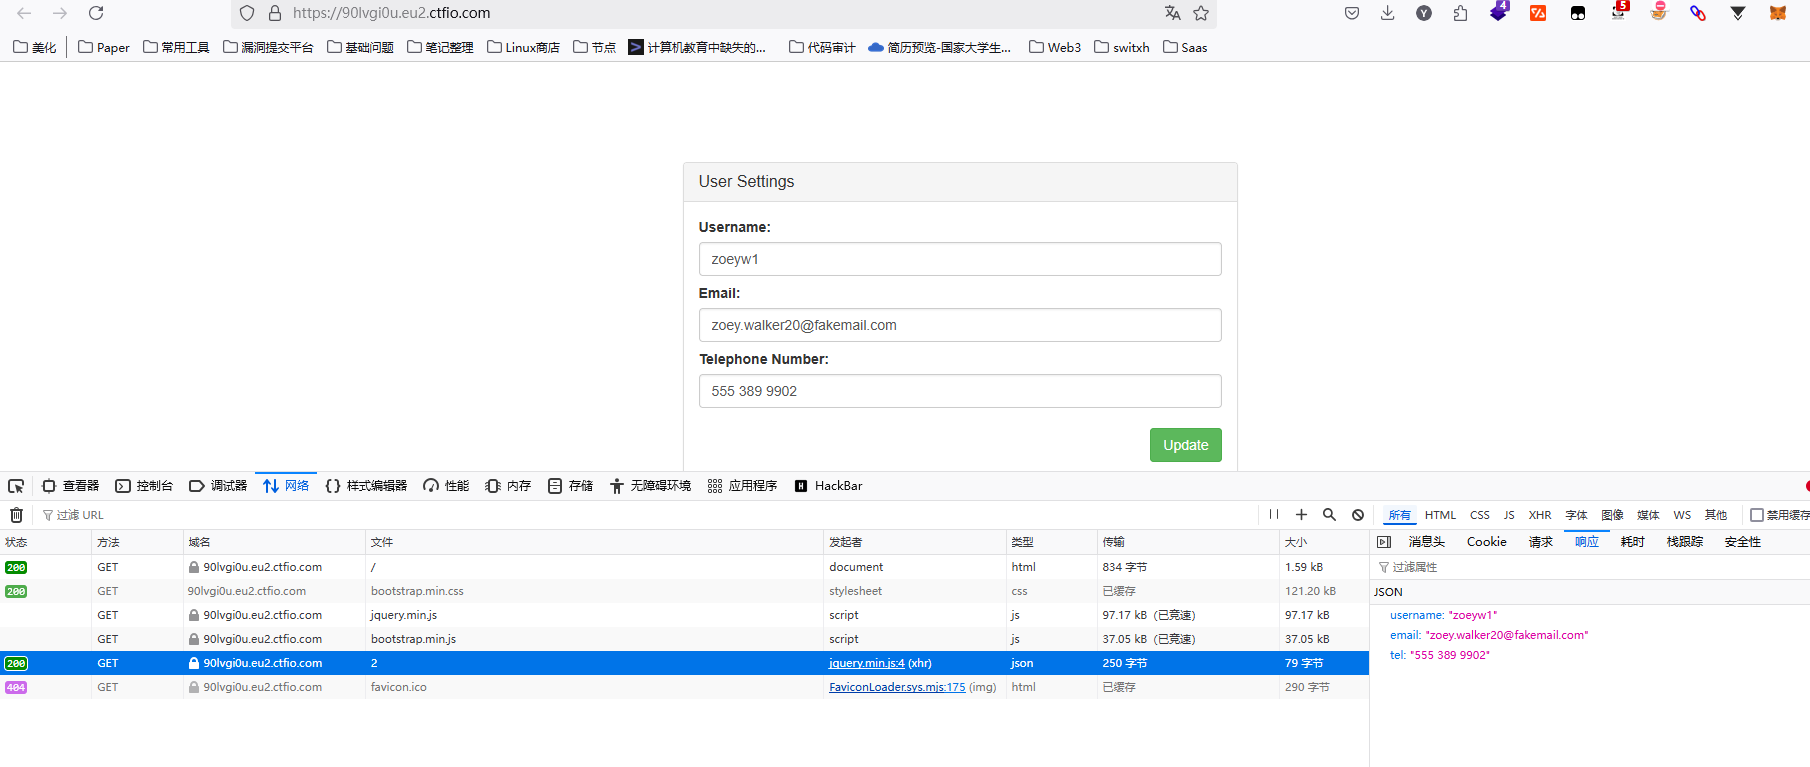 https://90lvgi0u.eu2.ctfio.com
4
5
Y
美化
Paper
常用工具
漏洞提交平台
基础问题
笔记整理
Linux商店
节点
计算机教育中缺失的...
代码审计
简历预览-国家大学生...
Web3
switxh
Saas
User Settings
Username:
zoeyw1
Email:
zoey.walker20@fakemail.com
Telephone Number:
555 389 9902
Update
查看器 控制台 调试器 网络 样式编辑器 性能 内存 存储 无障碍环境 应用程序 HackBar
过滤 URL
所有 HTML CSS JS XHR 字体 图像 媒体 WS 其他 禁用缓存
状态 方法 域名 文件 发起者 类型 传输 大小
消息头 Cookie 请求 响应 耗时 栈跟踪 安全性
200 GET 90lvgi0u.eu2.ctfio.com / document html 834 字节 1.59 kB
200 GET 90lvgi0u.eu2.ctfio.com bootstrap.min.css stylesheet css 已缓存 121.20 kB
GET 90lvgi0u.eu2.ctfio.com jquery.min.js script js 97.17 kB（已竞速） 97.17 kB
GET 90lvgi0u.eu2.ctfio.com bootstrap.min.js script js 37.05 kB（已竞速） 37.05 kB
200 GET 90lvgi0u.eu2.ctfio.com 2 jquery.min.js:4 (xhr) json 250 字节 79 字节
404 GET 90lvgi0u.eu2.ctfio.com favicon.ico FaviconLoader.sys.mjs:175 (img) html 已缓存 290 字节
过滤属性
JSON
username: "zoeyw1"
email: "zoey.walker20@fakemail.com"
tel: "555 389 9902"